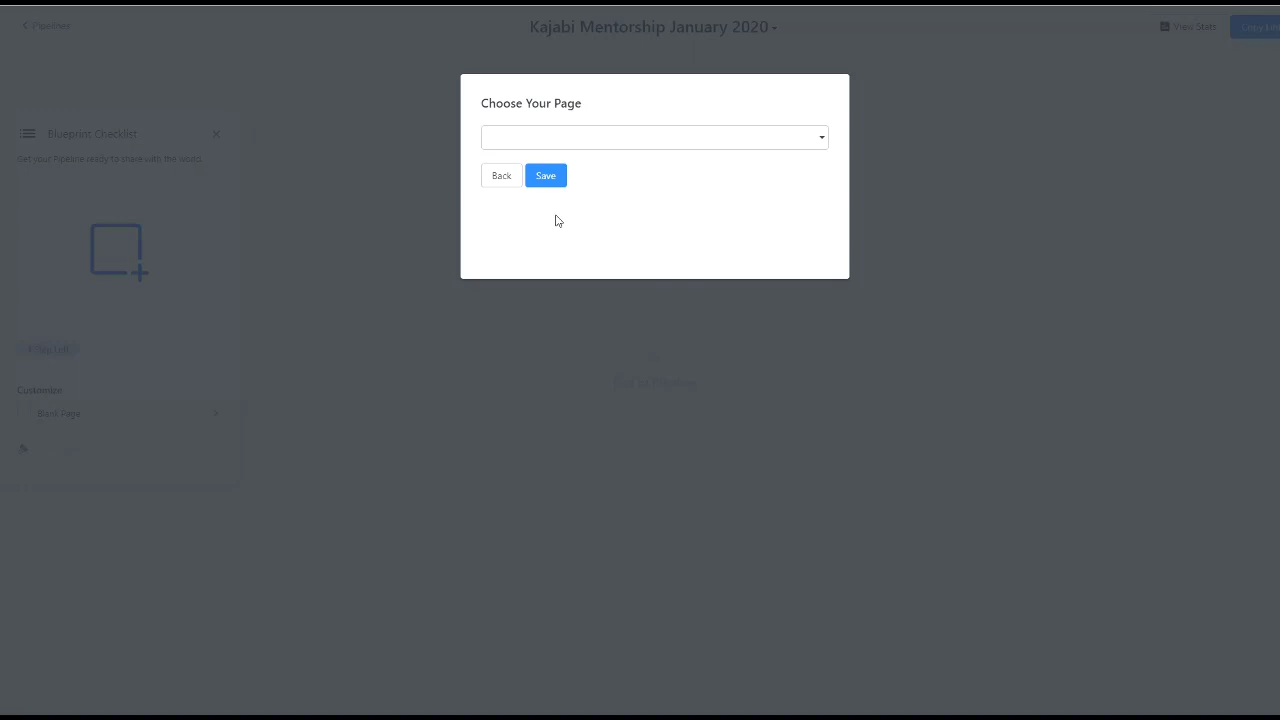 Pipelines
Kajabi Mentorship January 2020
View Stats
Choose Your Page
Blueprint Checklist
Get your Pipeline ready to share with the world.
Back
Save
Customize
Blank Page